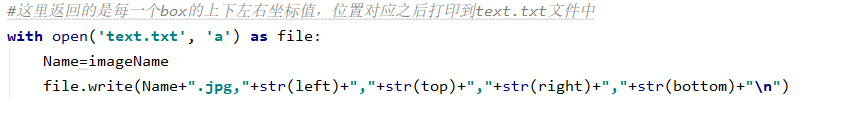 #这里返回的是每一个box的上下左右坐标值，位置对应之后打印到text.txt文件中
with open('text.txt', 'a') as file:
    Name=imageName
    file.write(Name+".jpg,"+str(left)+","+str(top)+","+str(right)+","+str(bottom)+"\n")